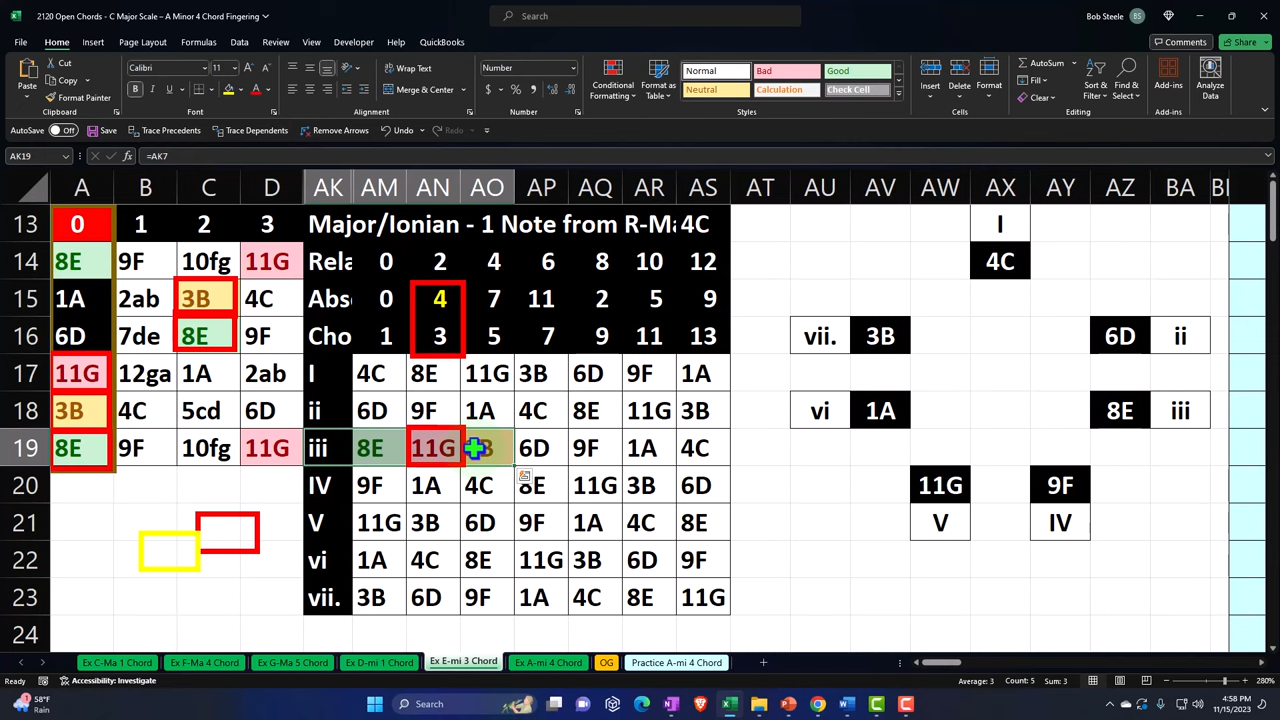 2120 Open Chords - C Major Scale – A Minor 4 Chord Fingering
Search
Bob Steele BS
File Home Insert Page Layout Formulas Data Review View Developer Help QuickBooks Comments Share
Paste Cut Copy Format Painter Clipboard
Calibri 11 B I U Font
Wrap Text Merge & Center Alignment
Number $ % Number
Conditional Formatting Format as Table Normal Bad Good Neutral Calculation Check Cell Styles
Insert Delete Format Cells
AutoSum Fill Clear Sort & Filter Find & Select Editing
Add-ins Add-ins
Analyze Data
AutoSave Off Save Trace Precedents Trace Dependents Remove Arrows Undo
AK19 fx =AK7
A B C D AK AM AN AO AP AQ AR AS AT AU AV AW AX AY AZ BA
13 0 1 2 3 Major/Ionian - 1 Note from R-Ma 4C I
14 8E 9F 10fg 11G Rela 0 2 4 6 8 10 12 4C
15 1A 2ab 3B 4C Abs 0 4 7 11 2 5 9
16 6D 7de 8E 9F Cho 1 3 5 7 9 11 13 vii. 3B 6D ii
17 11G 12ga 1A 2ab I 4C 8E 11G 3B 6D 9F 1A
18 3B 4C 5cd 6D ii 6D 9F 1A 4C 8E 11G 3B vi 1A 8E iii
19 8E 9F 10fg 11G iii 8E 11G B 6D 9F 1A 4C
20 IV 9F 1A 4C 8E 11G 3B 6D 11G 9F
21 V 11G 3B 6D 9F 1A 4C 8E V IV
22 vi 1A 4C 8E 11G 3B 6D 9F
23 vii. 3B 6D 9F 1A 4C 8E 11G
24
Ex C-Ma 1 Chord Ex F-Ma 4 Chord Ex G-Ma 5 Chord Ex D-mi 1 Chord Ex E-mi 3 Chord Ex A-mi 4 Chord OG Practice A-mi 4 Chord
Ready Accessibility: Investigate Average: 3 Count: 5 Sum: 3 280%
58°F
Rain
Search
4:58 PM
11/15/2023